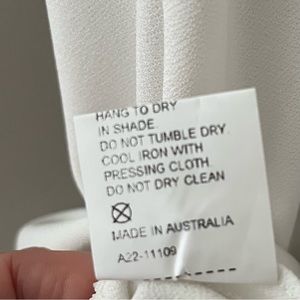 HANG TO DRY
IN SHADE.
DO NOT TUMBLE DRY.
COOL IRON WITH
PRESSING CLOTH.
DO NOT DRY CLEAN
MADE IN AUSTRALIA
A22-11109